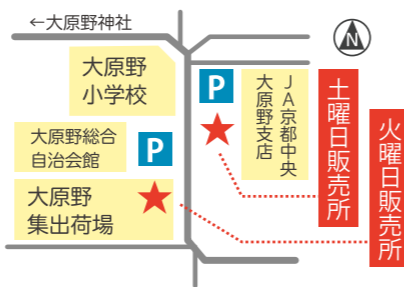 ←大原野神社
N
大原野
小学校
P
JA京都中央
大原野支店
土曜日販売所
火曜日販売所
大原野総合
自治会館
P
大原野
集出荷場